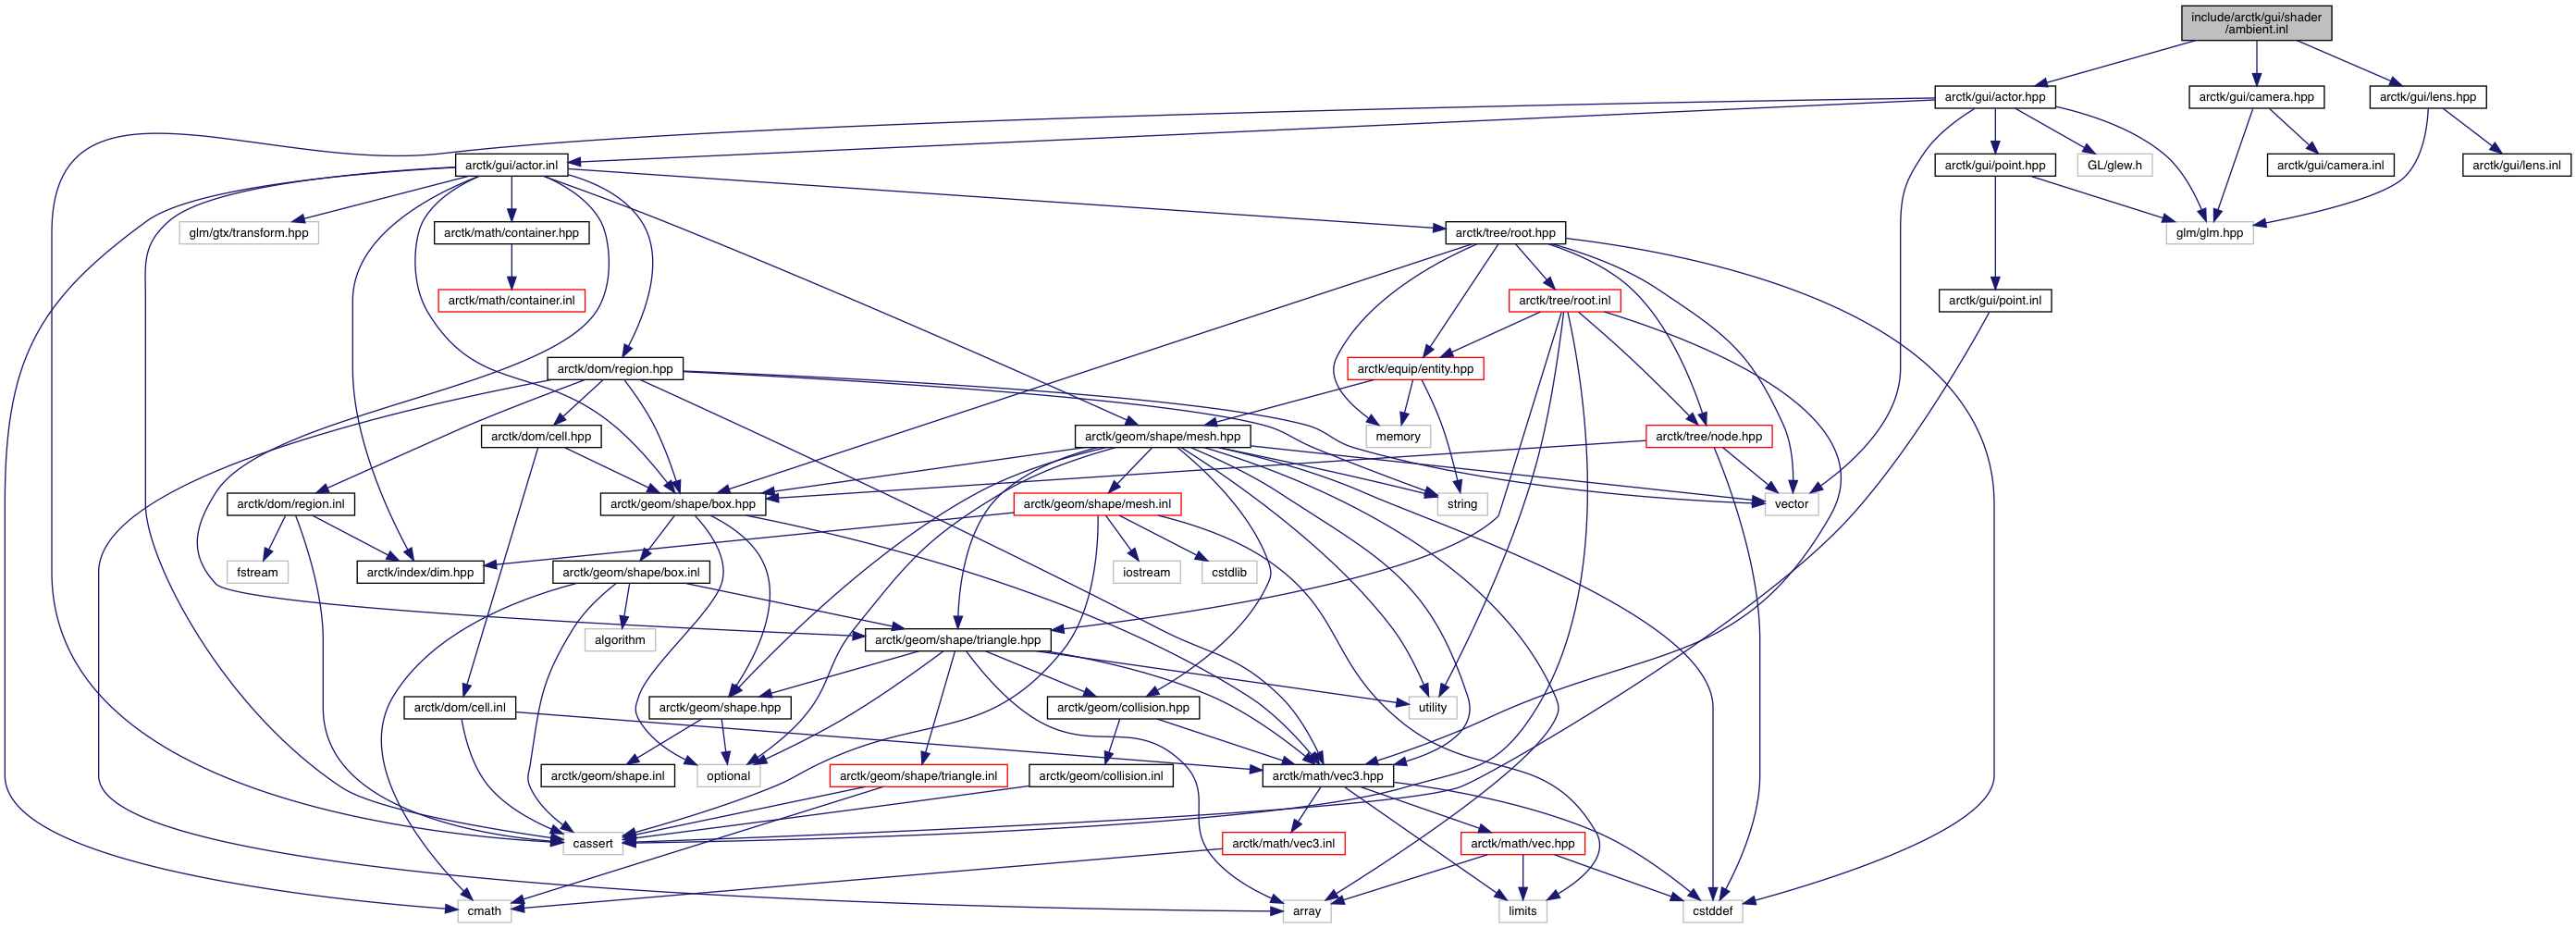 include/arctk/gui/shader
/ambient.inl
arctk/gui/actor.hpp
arctk/gui/camera.hpp
arctk/gui/lens.hpp
arctk/gui/actor.inl
arctk/gui/point.hpp
GL/glew.h
arctk/gui/camera.inl
arctk/gui/lens.inl
glm/gtx/transform.hpp
arctk/math/container.hpp
arctk/tree/root.hpp
glm/glm.hpp
arctk/math/container.inl
arctk/tree/root.inl
arctk/gui/point.inl
arctk/dom/region.hpp
arctk/equip/entity.hpp
arctk/dom/cell.hpp
arctk/geom/shape/mesh.hpp
memory
arctk/tree/node.hpp
arctk/dom/region.inl
arctk/geom/shape/box.hpp
arctk/geom/shape/mesh.inl
string
vector
fstream
arctk/index/dim.hpp
arctk/geom/shape/box.inl
iostream
cstdlib
algorithm
arctk/geom/shape/triangle.hpp
arctk/dom/cell.inl
arctk/geom/shape.hpp
arctk/geom/collision.hpp
utility
arctk/geom/shape.inl
optional
arctk/geom/shape/triangle.inl
arctk/geom/collision.inl
arctk/math/vec3.hpp
cassert
arctk/math/vec3.inl
arctk/math/vec.hpp
cmath
array
limits
cstddef